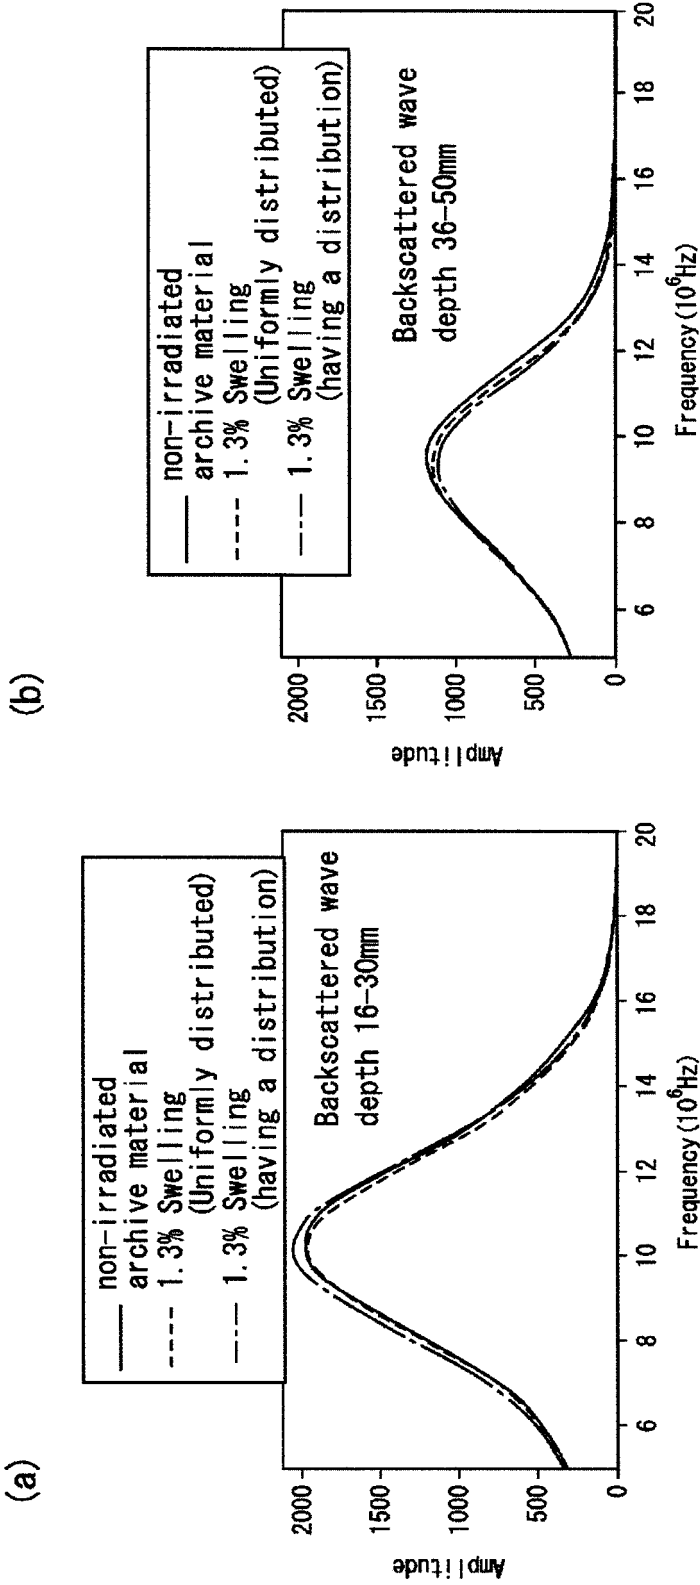 (a)
non-irradiated
archive material
1.3% Swelling
(Uniformly distributed)
1.3% Swelling
(having a distribution)
Backscattered wave
depth 16-30mm
2000
1500
1000
500
0
Amplitude
6 8 10 12 14 16 18 20
Frequency(10⁶Hz)
(b)
non-irradiated
archive material
1.3% Swelling
(Uniformly distributed)
1.3% Swelling
(having a distribution)
Backscattered wave
depth 36-50mm
2000
1500
1000
500
0
Amplitude
6 8 10 12 14 16 18 20
Frequency(10⁶Hz)